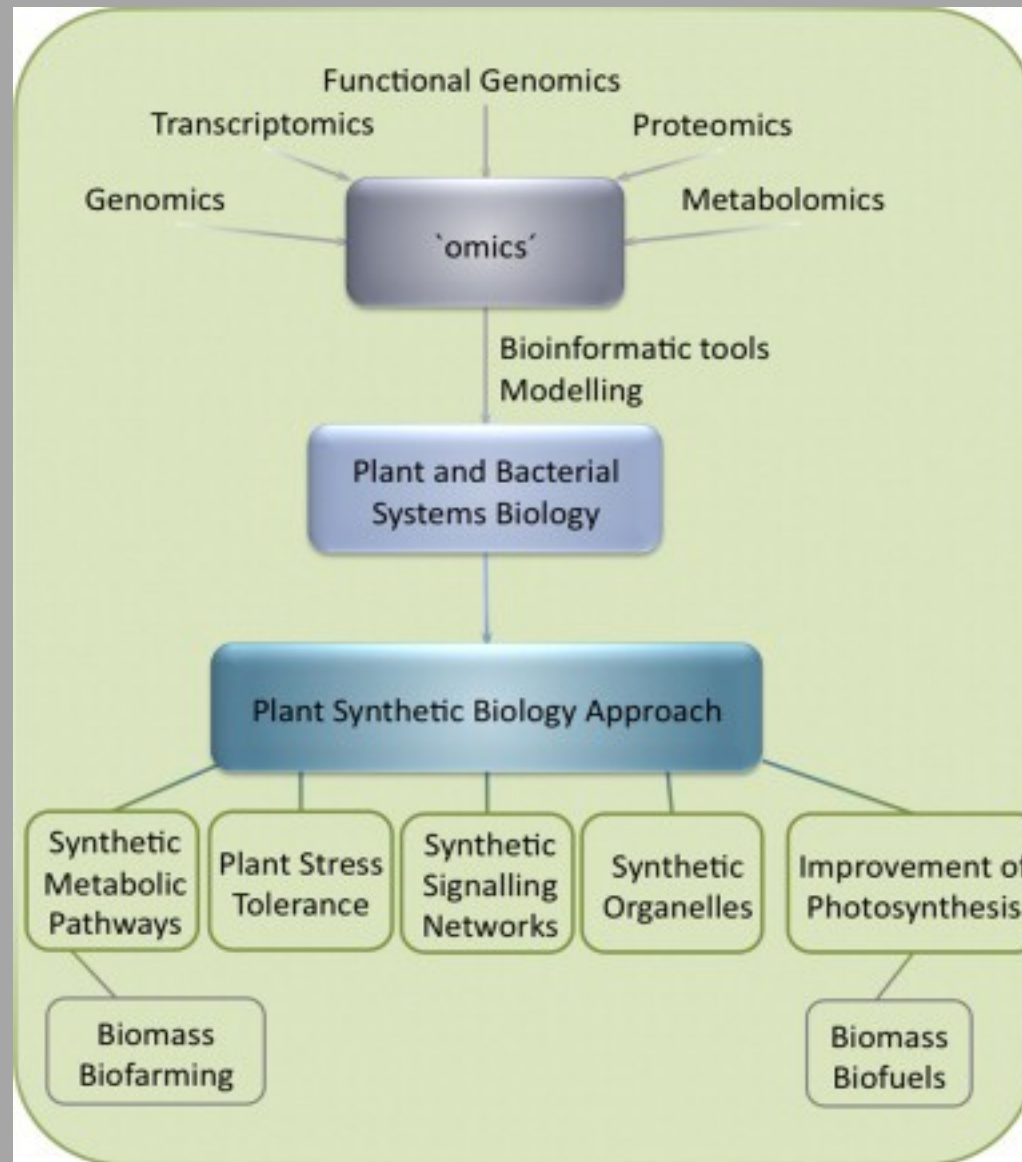 Functional Genomics
Transcriptomics
Proteomics
Genomics
Metabolomics
`omics´
Bioinformatic tools
Modelling
Plant and Bacterial
Systems Biology
Plant Synthetic Biology Approach
Synthetic
Metabolic
Pathways
Plant Stress
Tolerance
Synthetic
Signalling
Networks
Synthetic
Organelles
Improvement of
Photosynthesis
Biomass
Biofarming
Biomass
Biofuels